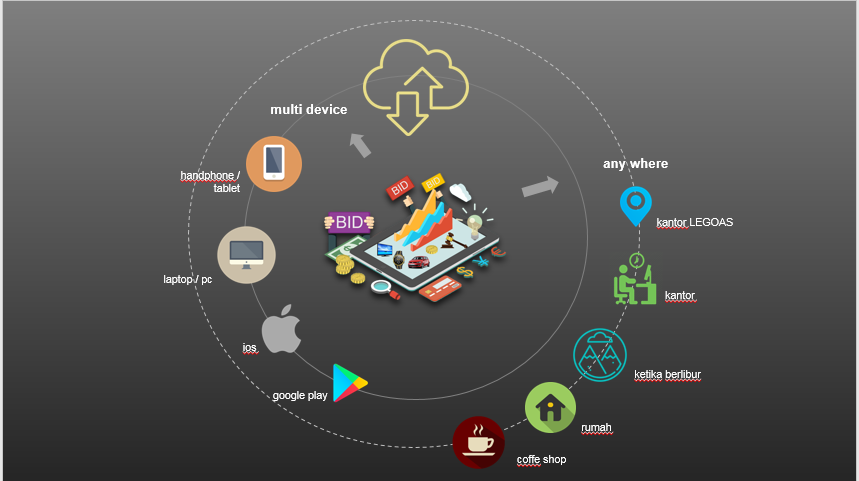 multi device
any where
BID
BID
BID
handphone /
tablet
kantor LEGOAS
laptop / pc
kantor
ios
ketika berlibur
google play
rumah
coffe shop